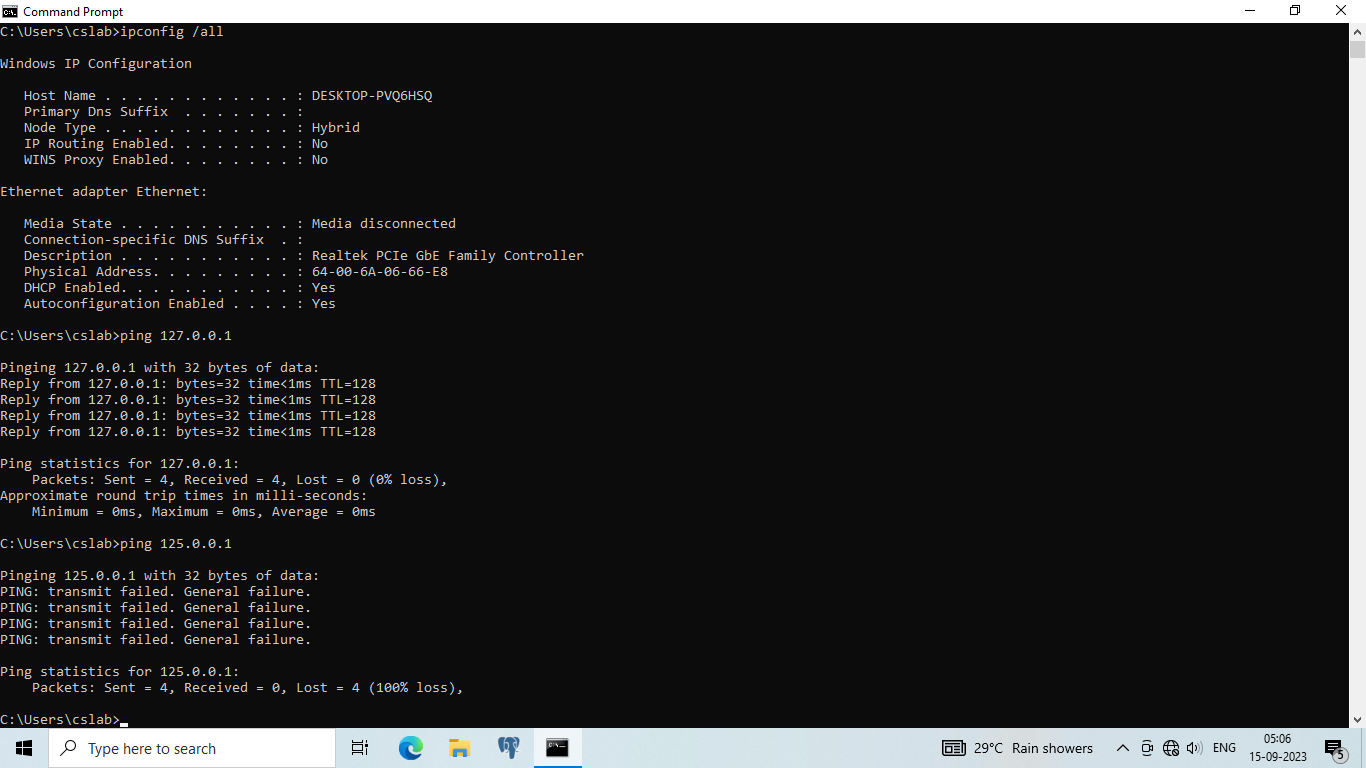 Command Prompt
C:\Users\cslab>ipconfig /all
Windows IP Configuration
Host Name . . . . . . . . . . . . : DESKTOP-PVQ6HSQ
Primary Dns Suffix  . . . . . . . :
Node Type . . . . . . . . . . . . : Hybrid
IP Routing Enabled. . . . . . . . : No
WINS Proxy Enabled. . . . . . . . : No
Ethernet adapter Ethernet:
Media State . . . . . . . . . . . : Media disconnected
Connection-specific DNS Suffix  . :
Description . . . . . . . . . . . : Realtek PCIe GbE Family Controller
Physical Address. . . . . . . . . : 64-00-6A-06-66-E8
DHCP Enabled. . . . . . . . . . . : Yes
Autoconfiguration Enabled . . . . : Yes
C:\Users\cslab>ping 127.0.0.1
Pinging 127.0.0.1 with 32 bytes of data:
Reply from 127.0.0.1: bytes=32 time<1ms TTL=128
Reply from 127.0.0.1: bytes=32 time<1ms TTL=128
Reply from 127.0.0.1: bytes=32 time<1ms TTL=128
Reply from 127.0.0.1: bytes=32 time<1ms TTL=128
Ping statistics for 127.0.0.1:
Packets: Sent = 4, Received = 4, Lost = 0 (0% loss),
Approximate round trip times in milli-seconds:
Minimum = 0ms, Maximum = 0ms, Average = 0ms
C:\Users\cslab>ping 125.0.0.1
Pinging 125.0.0.1 with 32 bytes of data:
PING: transmit failed. General failure.
PING: transmit failed. General failure.
PING: transmit failed. General failure.
PING: transmit failed. General failure.
Ping statistics for 125.0.0.1:
Packets: Sent = 4, Received = 0, Lost = 4 (100% loss),
C:\Users\cslab>
Type here to search
29°C Rain showers
ENG
05:06
15-09-2023
5